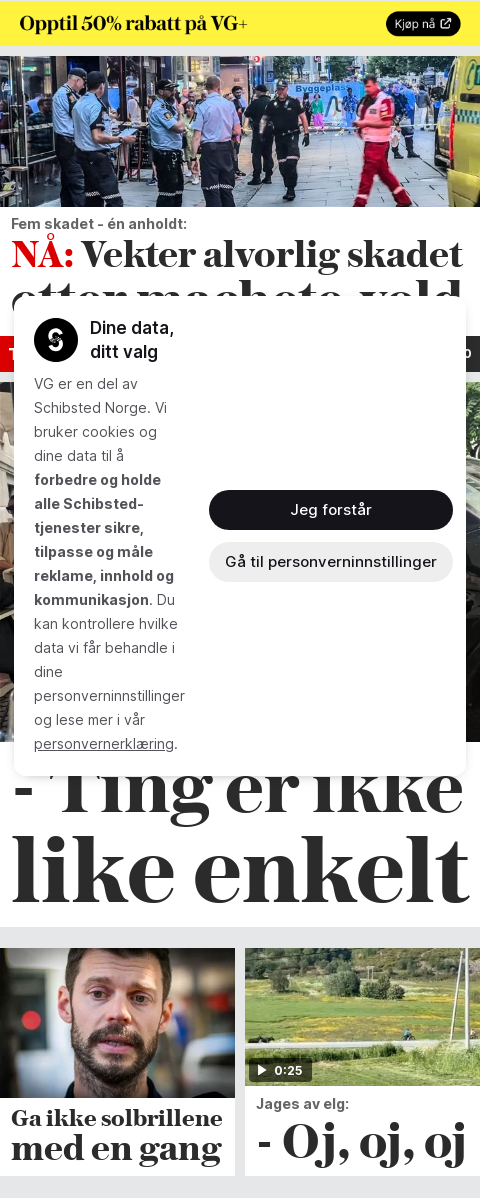 Opptil 50% rabatt på VG+
Kjøp nå
Byggeplass
Fem skadet - én anholdt:
NÅ: Vekter alvorlig skadet
etter machete-vold
Dine data,
ditt valg
VG er en del av
Schibsted Norge. Vi
bruker cookies og
dine data til å
forbedre og holde
alle Schibsted-
tjenester sikre,
tilpasse og måle
reklame, innhold og
kommunikasjon. Du
kan kontrollere hvilke
data vi får behandle i
dine
personverninnstillinger
og lese mer i vår
personvernerklæring.
Jeg forstår
Gå til personverninnstillinger
- Ting er ikke
like enkelt
Ga ikke solbrillene
med en gang
0:25
Jages av elg:
- Oj, oj, oj